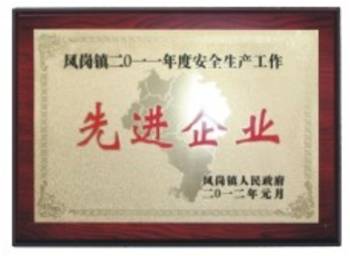 凤岗镇二〇一一年度安全生产工作
先进企业
凤岗镇人民政府
二〇一二年元月